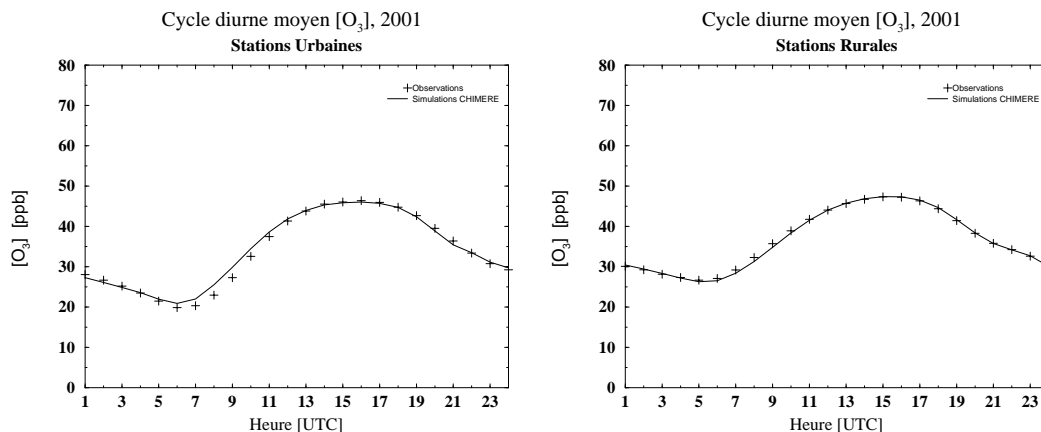 Cycle diurne moyen [O3], 2001
Stations Urbaines
80
70
60
50
40
30
20
10
0
[O3] [ppb]
Observations
Simulations CHIMERE
1 3 5 7 9 11 13 15 17 19 21 23
Heure [UTC]
Cycle diurne moyen [O3], 2001
Stations Rurales
80
70
60
50
40
30
20
10
0
[O3] [ppb]
Observations
Simulations CHIMERE
1 3 5 7 9 11 13 15 17 19 21 23
Heure [UTC]